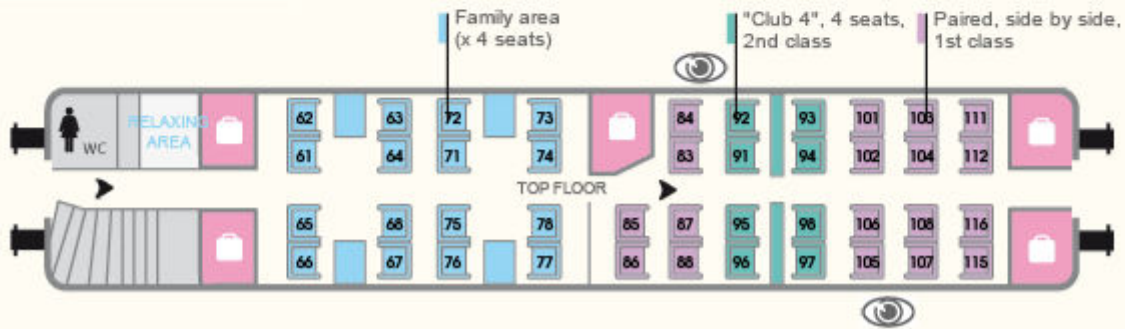 Family area
(x 4 seats)
"Club 4", 4 seats,
2nd class
Paired, side by side,
1st class
RELAXING
AREA
WC
62 63 72 73 84 92 93 101 103 111
61 64 71 74 83 91 94 102 104 112
TOP FLOOR
65 68 75 78 85 87 95 98 106 108 116
66 67 76 77 86 88 96 97 105 107 115